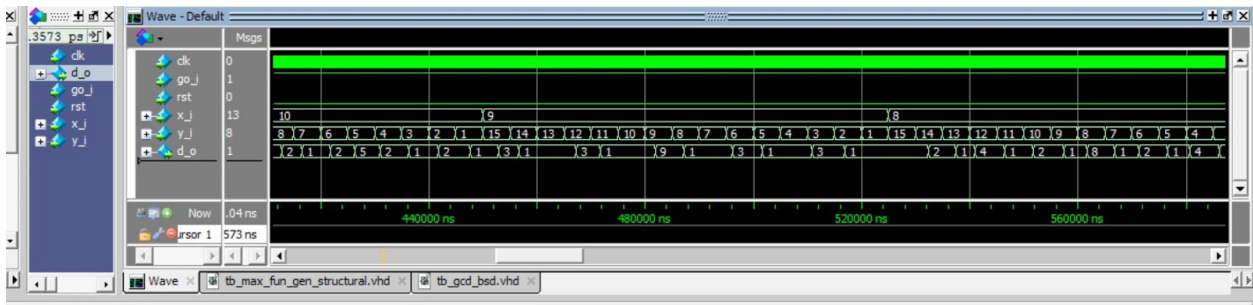 Wave - Default
.3573 ps
Msgs
clk
d_o
go_i
rst
x_i
y_i
clk 0
go_i 1
rst 0
x_i 13 10 9 8
y_i 8 8 7 6 5 4 3 2 1 15 14 13 12 11 10 9 8 7 6 5 4 3 2 1 15 14 13 12 11 10 9 8 7 6 5 4
d_o 1 2 1 2 5 2 1 2 1 3 1 3 1 9 1 3 1 3 1 2 1 4 1 2 1 8 1 2 1 4
Now .04 ns
440000 ns 480000 ns 520000 ns 560000 ns
ursor 1 573 ns
Wave tb_max_fun_gen_structural.vhd tb_gcd_bsd.vhd